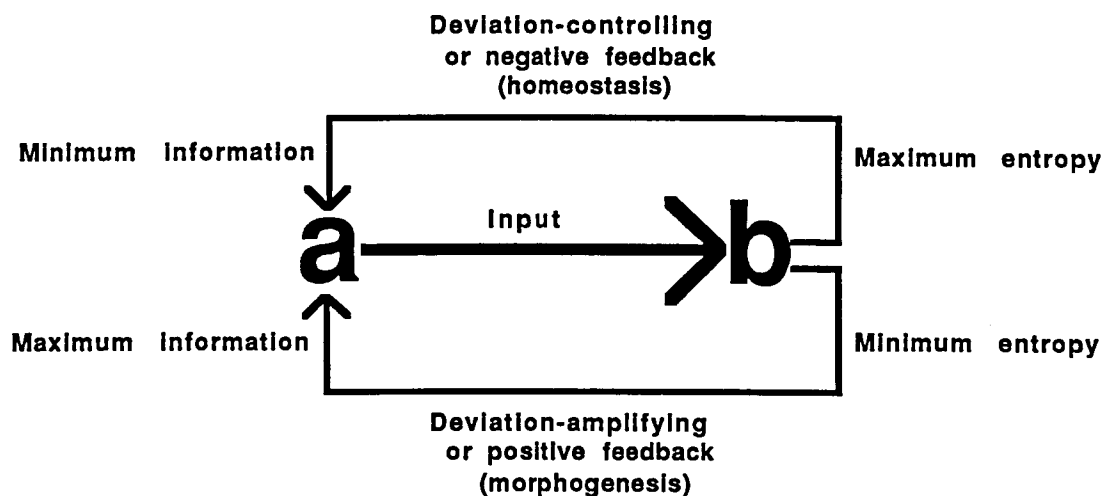 Deviation-controlling
or negative feedback
(homeostasis)
Minimum information
Maximum entropy
Input
a
b
Maximum information
Minimum entropy
Deviation-amplifying
or positive feedback
(morphogenesis)